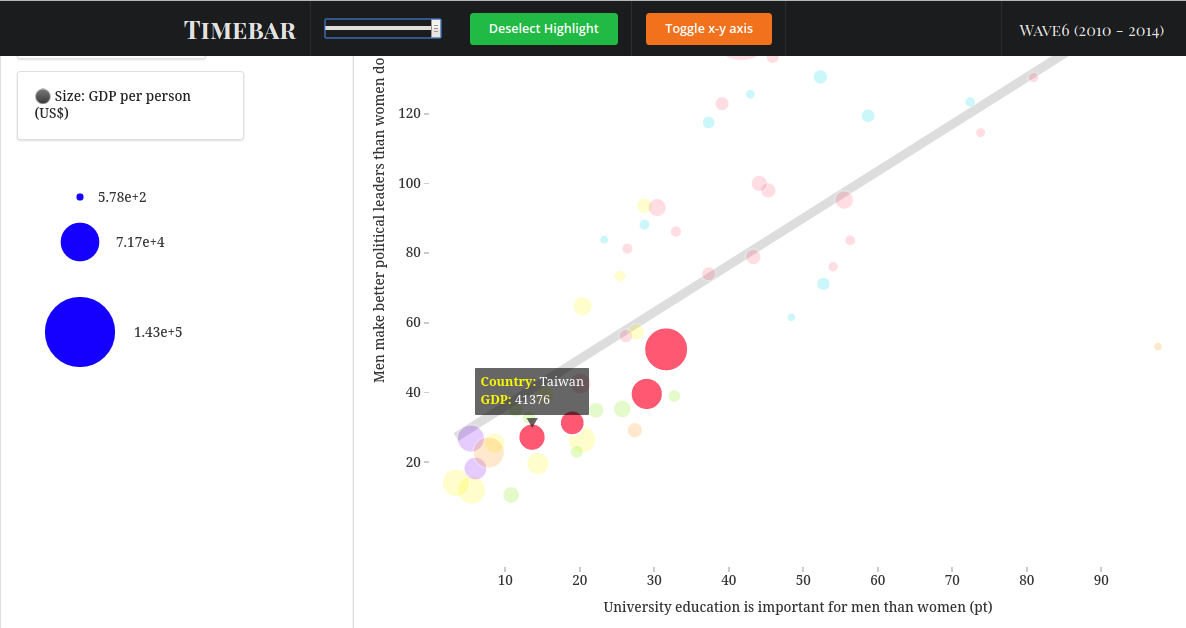 TIMEBAR
Deselect Highlight
Toggle x-y axis
WAVE6 (2010 - 2014)
Size: GDP per person
(US$)
5.78e+2
7.17e+4
1.43e+5
Men make better political leaders than women do
120
100
80
60
40
20
Country: Taiwan
GDP: 41376
10 20 30 40 50 60 70 80 90
University education is important for men than women (pt)